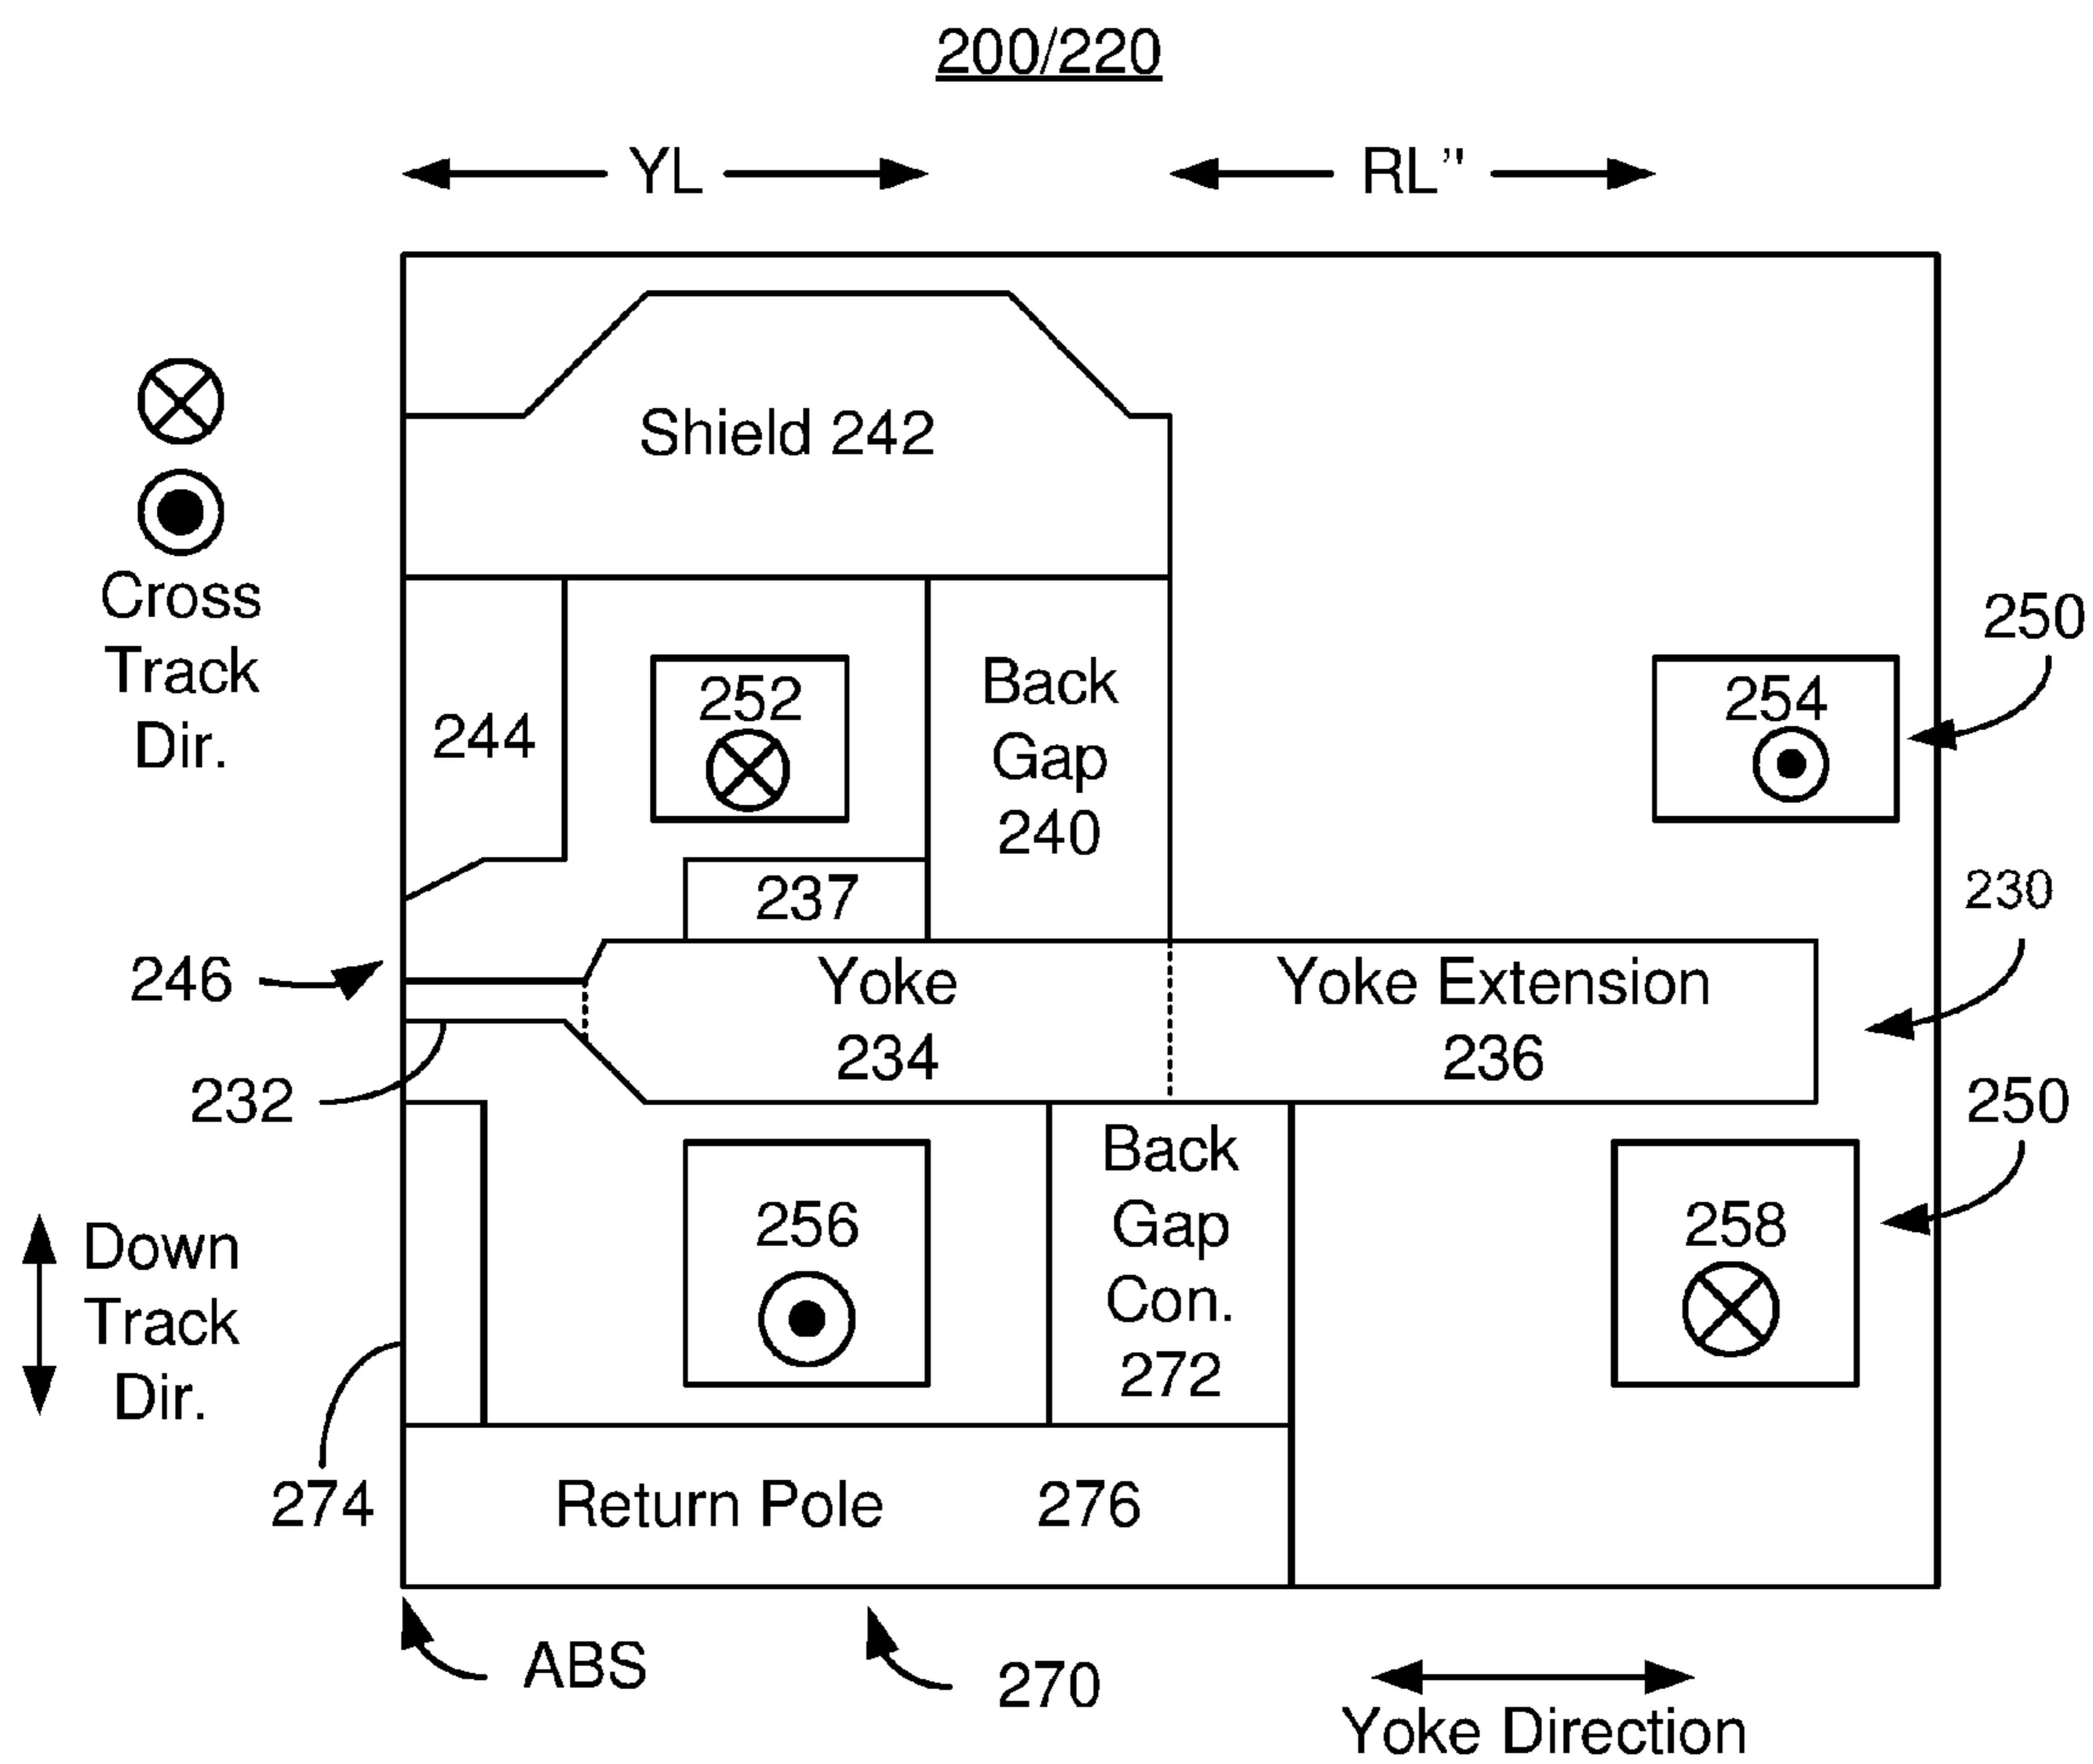 200/220
YL
RL"
Shield 242
Cross
Track
Dir.
244
252
Back
Gap
240
254
250
237
230
246
Yoke
234
Yoke Extension
236
232
250
Back
Gap
Con.
272
256
258
Down
Track
Dir.
274
Return Pole 276
ABS
270
Yoke Direction